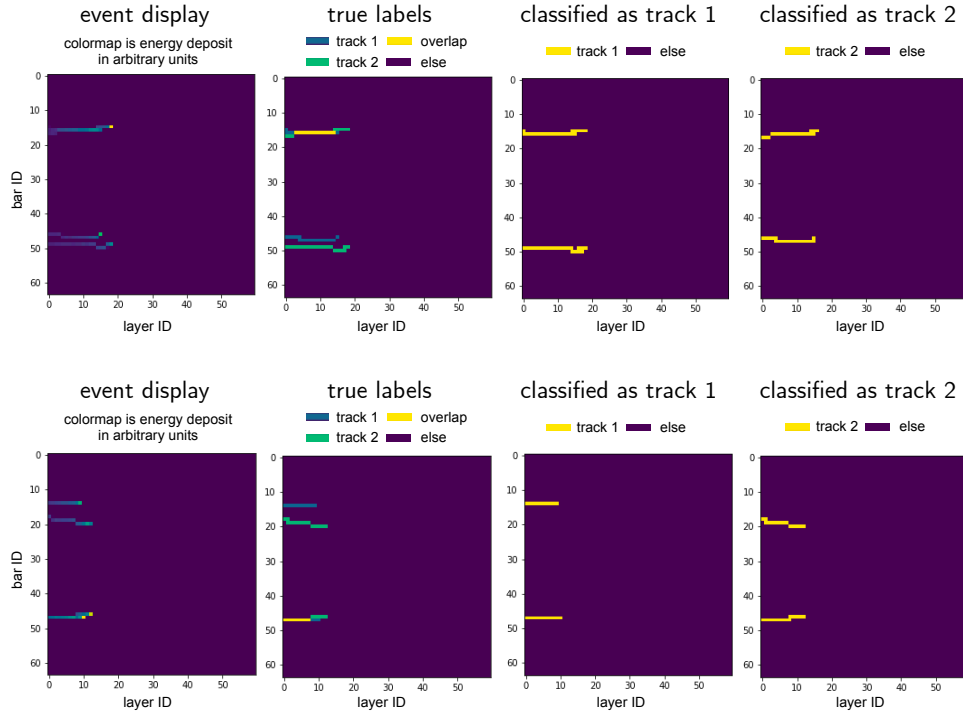 event display
true labels
classified as track 1
classified as track 2
colormap is energy deposit
in arbitrary units
track 1 overlap
track 2 else
track 1 else
track 2 else
0
10
20
30
40
50
60
bar ID
0 10 20 30 40 50
layer ID
0
10
20
30
40
50
60
0 10 20 30 40 50
layer ID
0
10
20
30
40
50
60
0 10 20 30 40 50
layer ID
0
10
20
30
40
50
60
0 10 20 30 40 50
layer ID
event display
true labels
classified as track 1
classified as track 2
colormap is energy deposit
in arbitrary units
track 1 overlap
track 2 else
track 1 else
track 2 else
0
10
20
30
40
50
60
bar ID
0 10 20 30 40 50
layer ID
0
10
20
30
40
50
60
0 10 20 30 40 50
layer ID
0
10
20
30
40
50
60
0 10 20 30 40 50
layer ID
0
10
20
30
40
50
60
0 10 20 30 40 50
layer ID